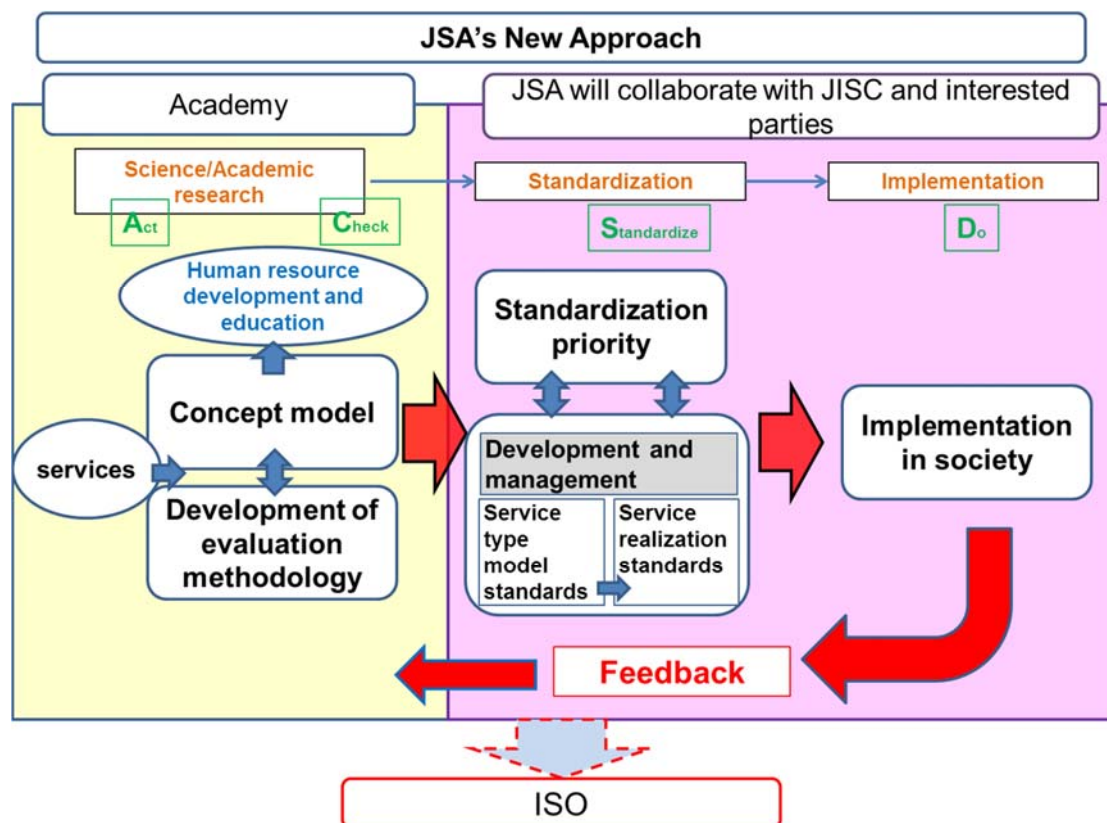 JSA's New Approach
Academy
JSA will collaborate with JISC and interested
parties
Science/Academic
research
Standardization
Implementation
Act
Check
Standardize
Do
Human resource
development and
education
Standardization
priority
Concept model
services
Development of
evaluation
methodology
Development and
management
Service
type
model
standards
Service
realization
standards
Implementation
in society
Feedback
ISO